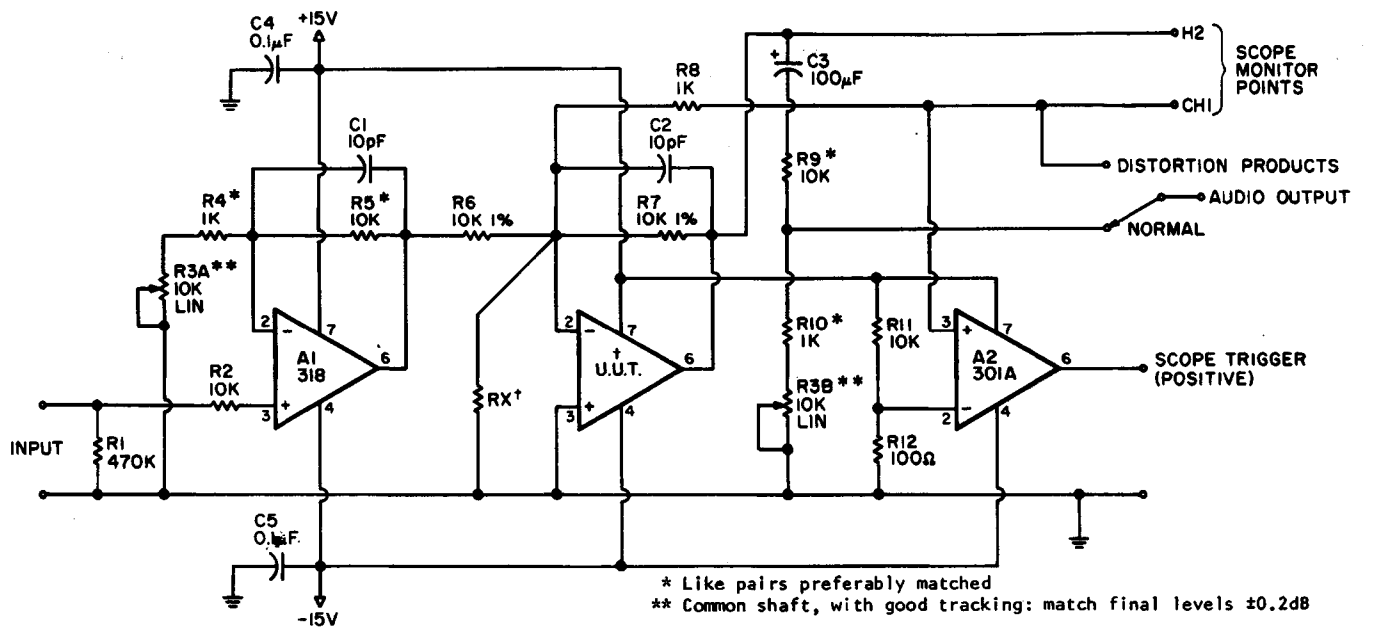 C4
0.1µF
+15V
H2
SCOPE
MONITOR
POINTS
+
C3
100µF
R8
1K
CH1
C1
10pF
C2
10pF
R9*
10K
DISTORTION PRODUCTS
AUDIO OUTPUT
NORMAL
R4*
1K
R5*
10K
R6
10K 1%
R7
10K 1%
R3A**
10K
LIN
2
−
7
A1
318
6
3
+
4
R2
10K
RX†
2
−
7
†
U.U.T.
6
+
3
4
R10*
1K
R11
10K
3
+
7
A2
301A
6
−
2
4
SCOPE TRIGGER
(POSITIVE)
R3B**
10K
LIN
R12
100Ω
INPUT
R1
470K
C5
0.1µF
-15V
* Like pairs preferably matched
** Common shaft, with good tracking: match final levels ±0.2dB